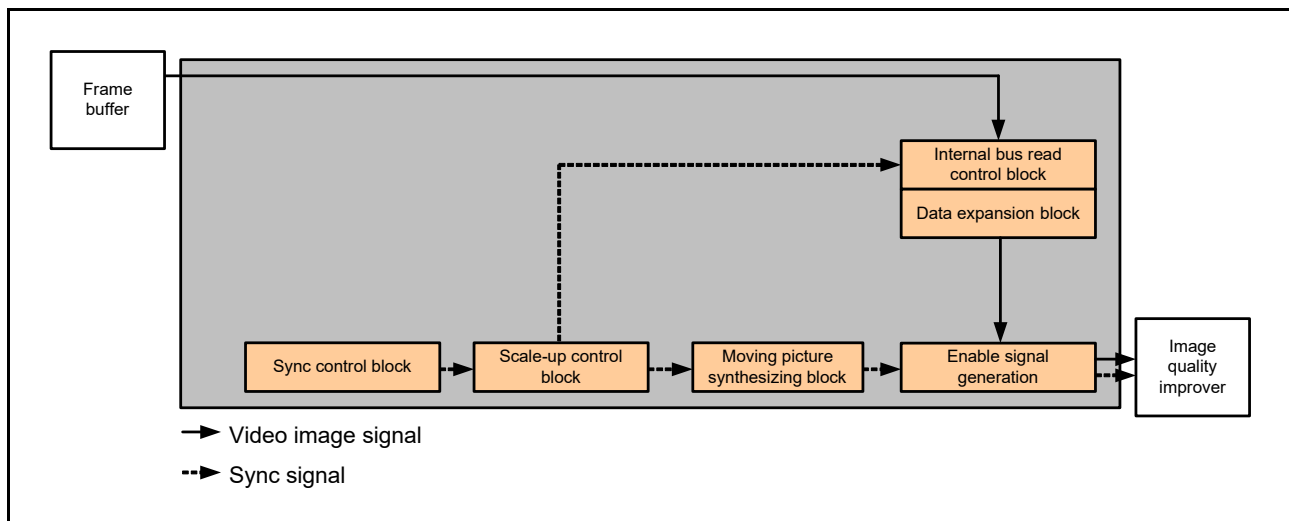 Frame
buffer
Internal bus read
control block
Data expansion block
Sync control block
Scale-up control
block
Moving picture
synthesizing block
Enable signal
generation
Image
quality
improver
Video image signal
Sync signal